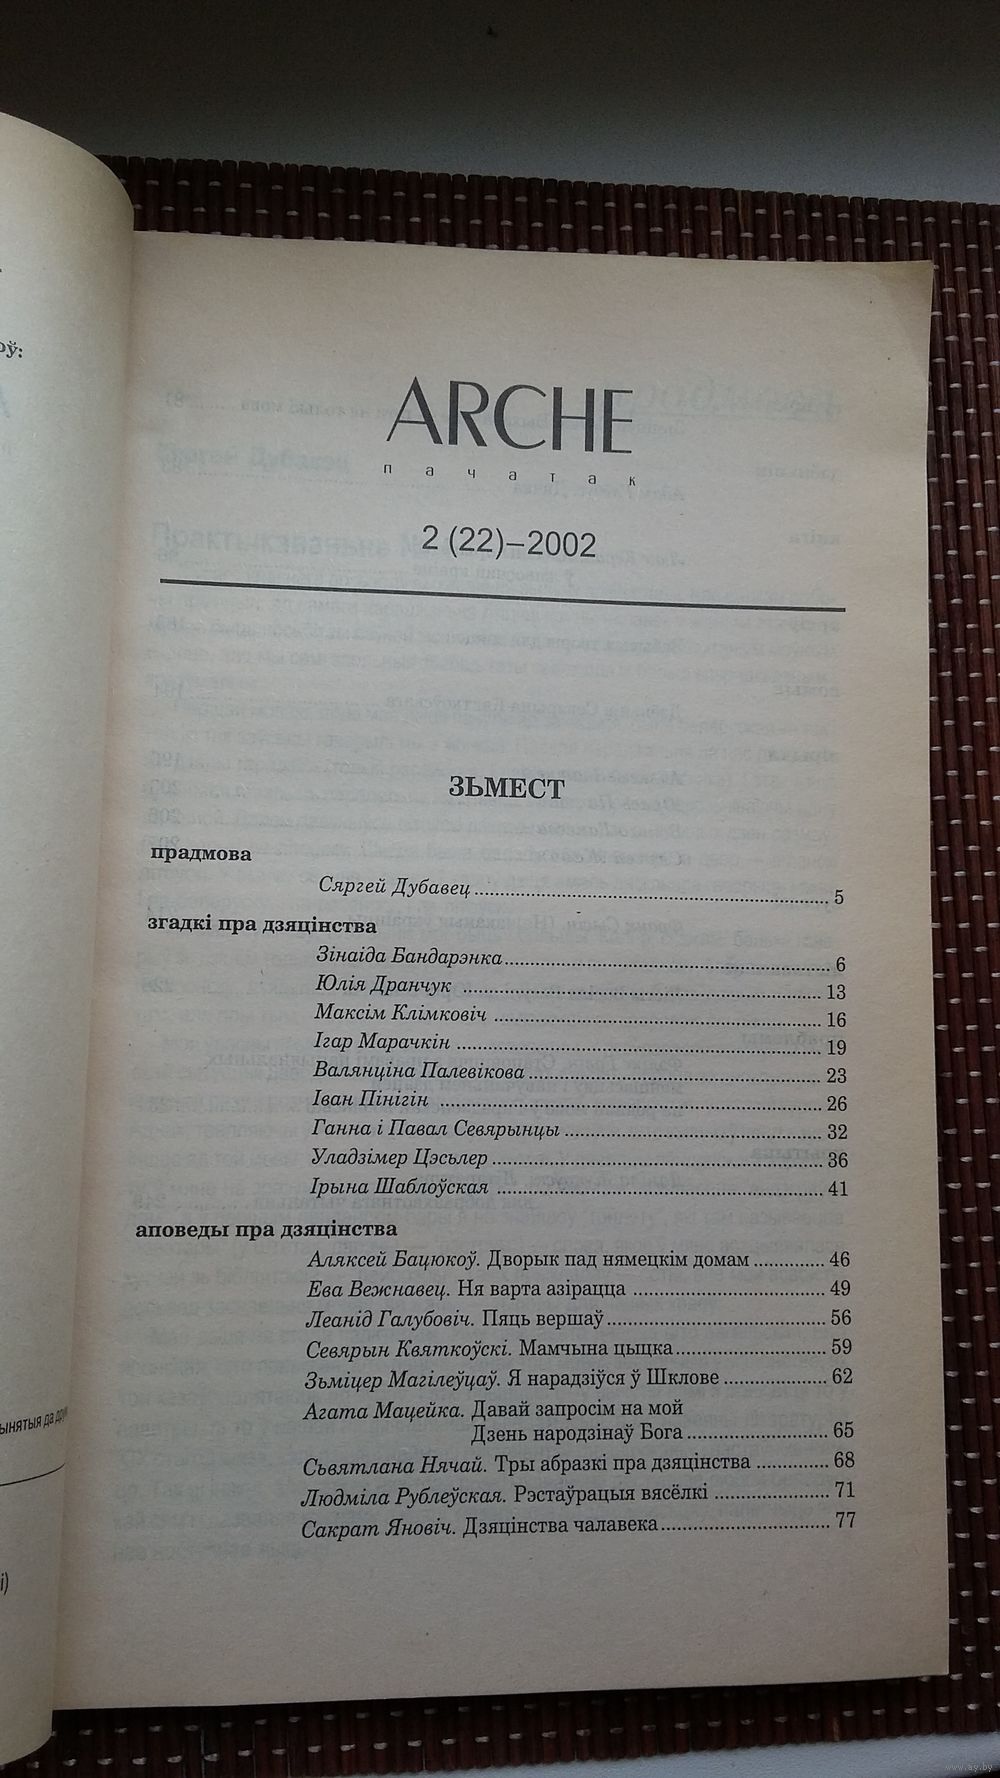 ARCHE
пачатак
2 (22)–2002
ЗЬМЕСТ
прадмова
Сяргей Дубавец ........ 5
згадкі пра дзяцінства
Зінаіда Бандарэнка ........ 6
Юлія Дранчук ........ 13
Максім Клімковіч ........ 16
Ігар Марачкін ........ 19
Валянціна Палевікова ........ 23
Іван Пінігін ........ 26
Ганна і Павал Севярынцы ........ 32
Уладзімер Цэсьлер ........ 36
Ірына Шаблоўская ........ 41
аповеды пра дзяцінства
Аляксей Бацюкоў. Дворык пад нямецкім домам ........ 46
Ева Вежнавец. Ня варта азірацца ........ 49
Леанід Галубовіч. Пяць вершаў ........ 56
Севярын Квяткоўскі. Мамчына цыцка ........ 59
Зьміцер Магілеўцаў. Я нарадзіўся ў Шклове ........ 62
Агата Мацейка. Давай запросім на мой
Дзень народзінаў Бога ........ 65
Сьвятлана Нячай. Тры абразкі пра дзяцінства ........ 68
Людміла Рублеўская. Рэстаўрацыя вясёлкі ........ 71
Сакрат Яновіч. Дзяцінства чалавека ........ 77
www.ay.by